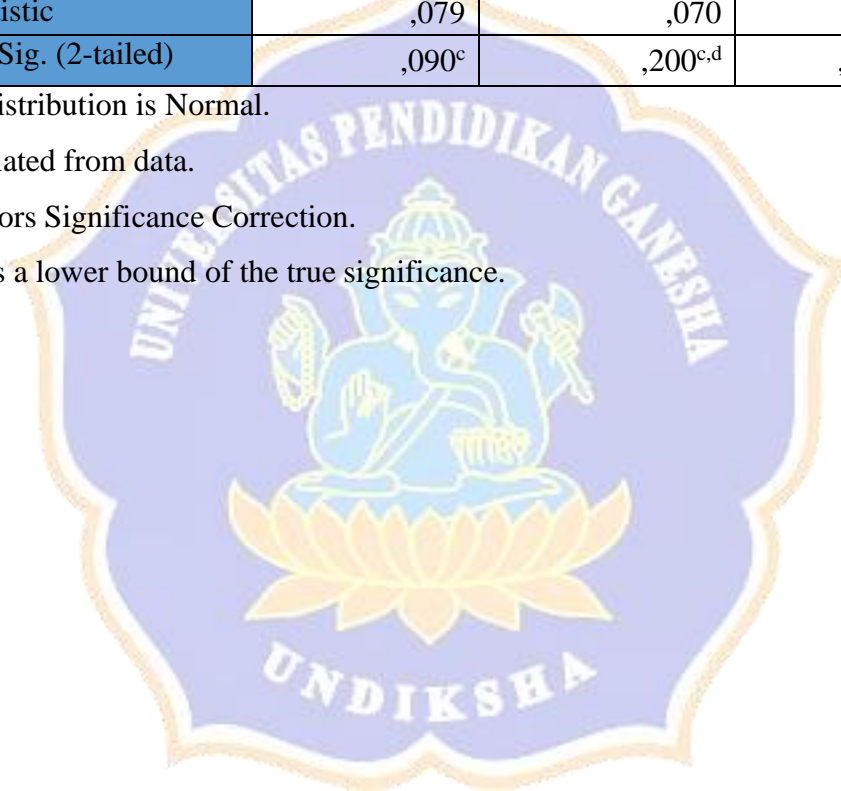 istic ,079 ,070
Sig. (2-tailed) ,090c ,200c,d ,
istribution is Normal.
lated from data.
ors Significance Correction.
s a lower bound of the true significance.
UNIVERSITAS PENDIDIKAN GANESHA
UNDIKSHA